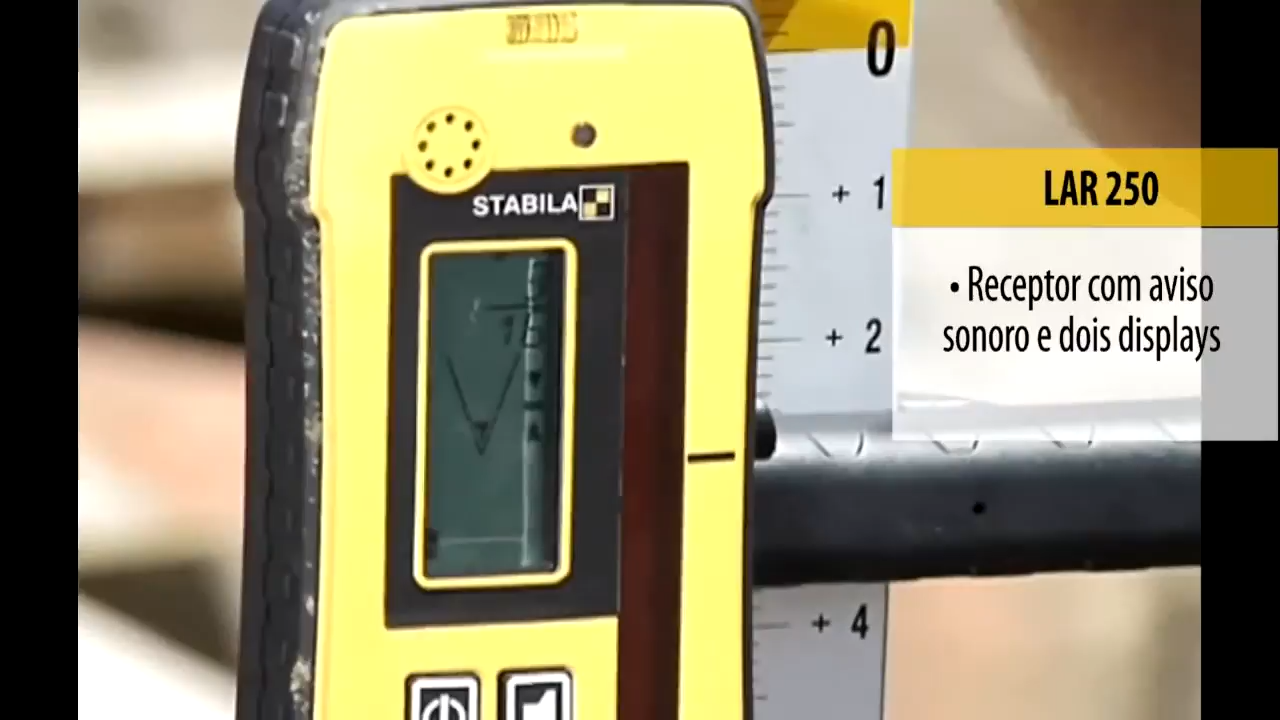 STABILA
0
+ 1
+ 2
+ 4
LAR 250
• Receptor com aviso
sonoro e dois displays